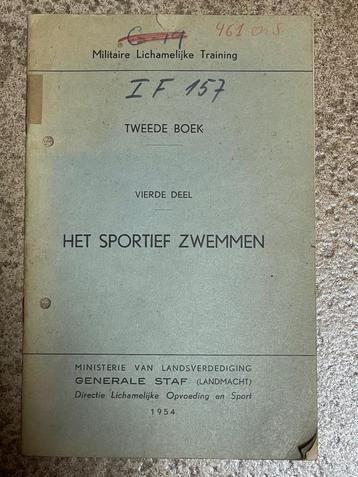 C 19 461 O.S.
Militaire Lichamelijke Training
I F 157
TWEEDE BOEK
VIERDE DEEL
HET SPORTIEF ZWEMMEN
MINISTERIE VAN LANDSVERDEDIGING
GENERALE STAF (LANDMACHT)
Directie Lichamelijke Opvoeding en Sport
1954